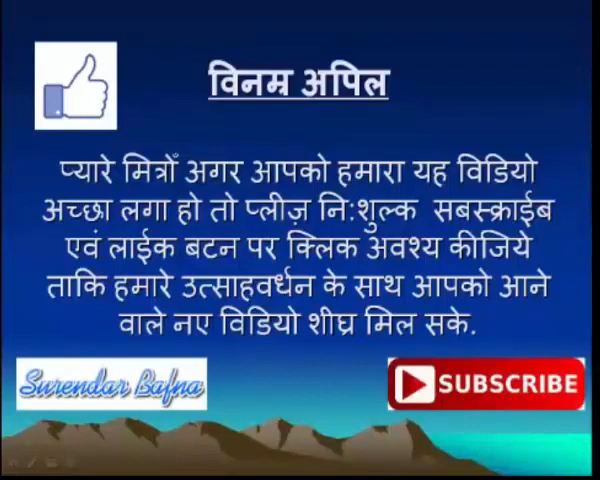 विनम्र अपिल
प्यारे मित्रोँ अगर आपको हमारा यह विडियो
अच्छा लगा हो तो प्लीज़ नि:शुल्क सबस्क्राईब
एवं लाईक बटन पर क्लिक अवश्य कीजिये
ताकि हमारे उत्साहवर्धन के साथ आपको आने
वाले नए विडियो शीघ्र मिल सके.
Surendar Bafna
SUBSCRIBE